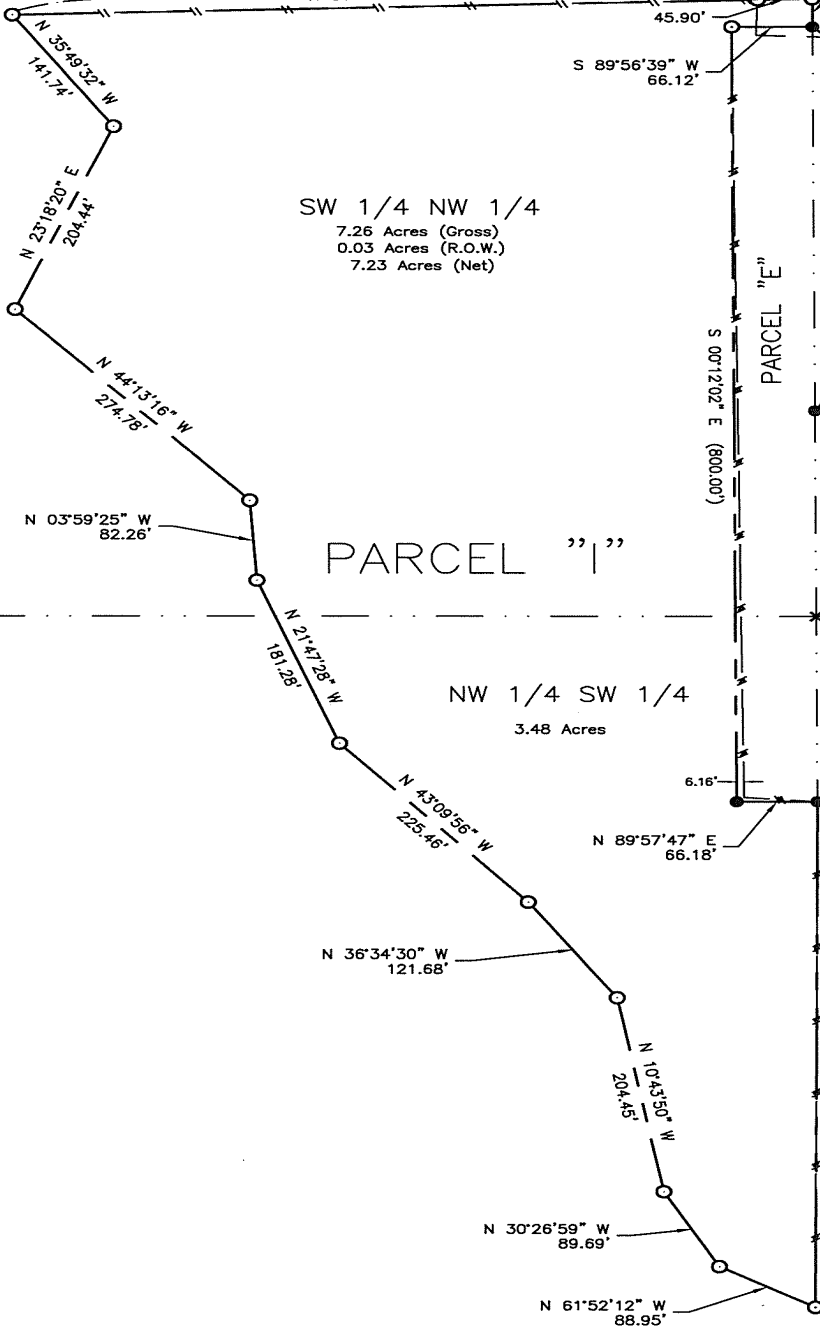 45.90'
N 35°49'32" W
141.74'
S 89°56'39" W
66.12'
N 23°18'20" E
204.44'
SW 1/4 NW 1/4
7.26 Acres (Gross)
0.03 Acres (R.O.W.)
7.23 Acres (Net)
PARCEL "E"
S 00°12'02" E (800.00')
N 44°13'16" W
274.78'
N 03°59'25" W
82.26'
PARCEL "I"
N 21°47'28" W
181.28'
NW 1/4 SW 1/4
3.48 Acres
6.16'
N 43°09'56" W
225.46'
N 89°57'47" E
66.18'
N 36°34'30" W
121.68'
N 10°43'50" W
204.45'
N 30°26'59" W
89.69'
N 61°52'12" W
88.95'